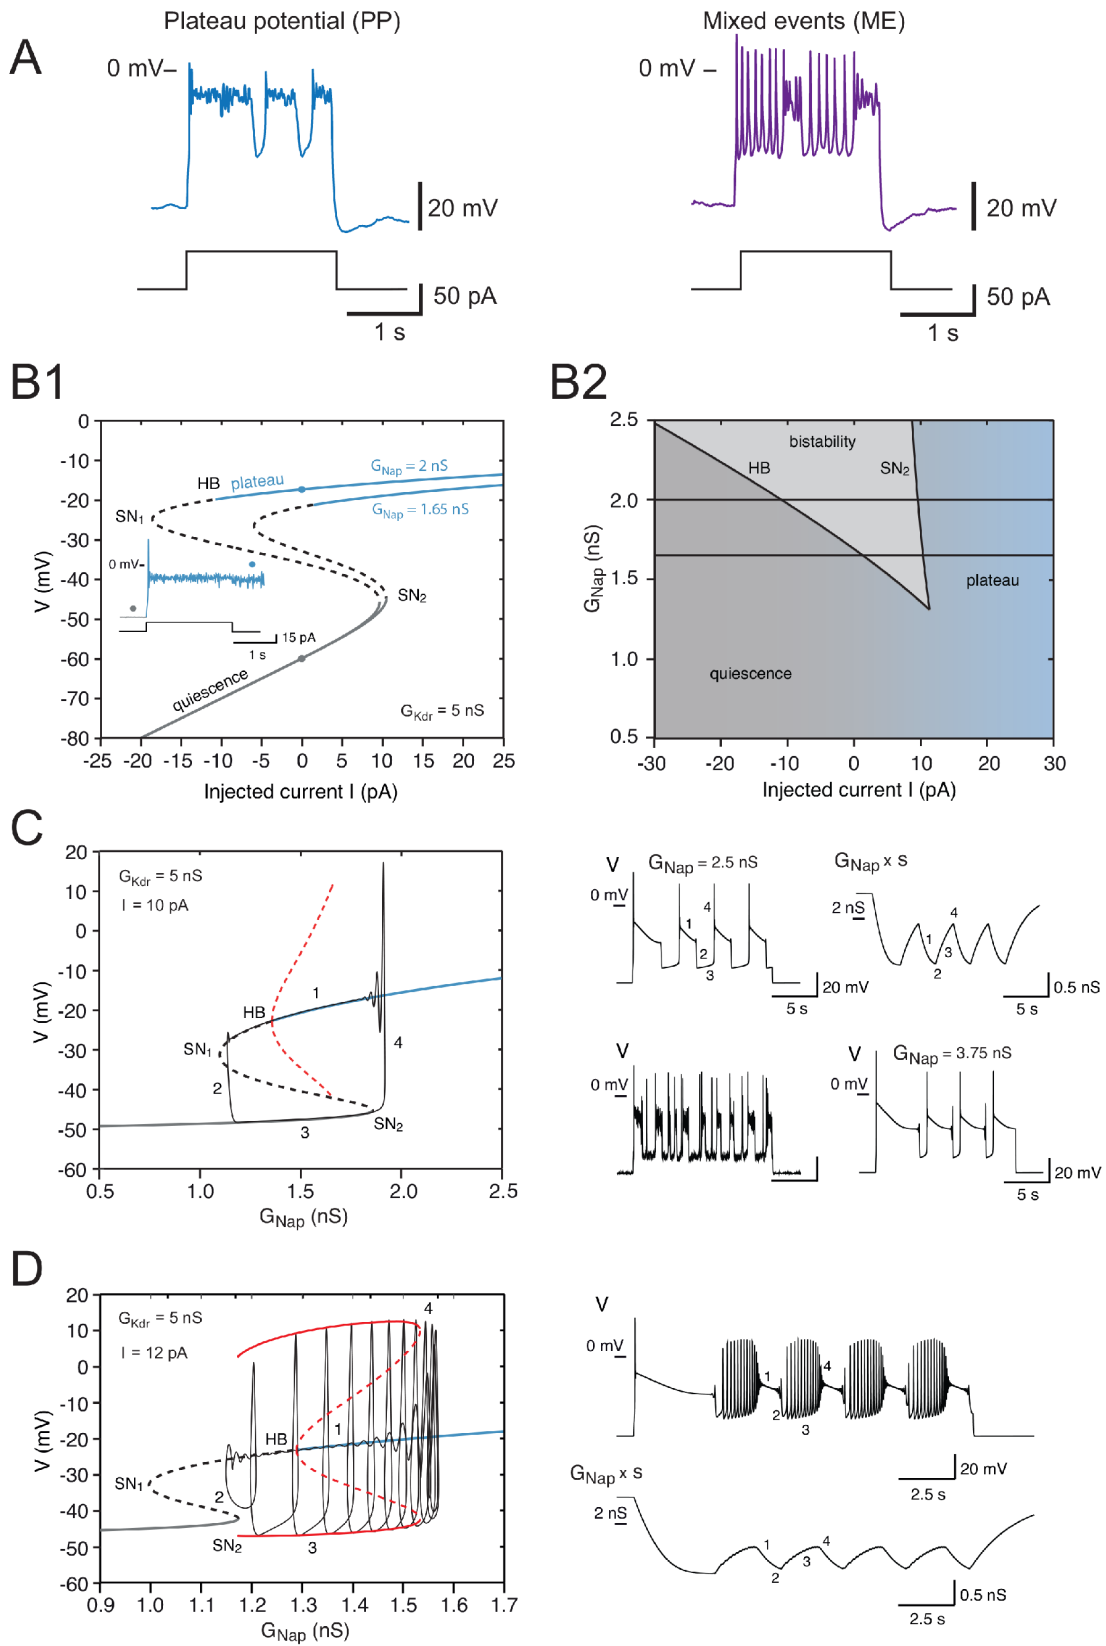 Plateau potential (PP)
Mixed events (ME)
A
0 mV
0 mV
20 mV
20 mV
50 pA
50 pA
1 s
1 s
B1
B2
0
-10
-20
-30
-40
-50
-60
-70
-80
V (mV)
-25 -20 -15 -10 -5 0 5 10 15 20 25
Injected current I (pA)
HB
plateau
GNap = 2 nS
GNap = 1.65 nS
SN1
0 mV
SN2
15 pA
1 s
quiescence
GKdr = 5 nS
2.5
2.0
1.5
1.0
0.5
GNap (nS)
-30 -20 -10 0 10 20 30
Injected current I (pA)
bistability
HB
SN2
plateau
quiescence
C
20
10
0
-10
-20
-30
-40
-50
-60
V (mV)
0.5 1.0 1.5 2.0 2.5
GNap (nS)
GKdr = 5 nS
I = 10 pA
HB
1
SN1
2
3
4
SN2
V
GNap = 2.5 nS
0 mV
4
1
2
3
20 mV
5 s
GNap x s
2 nS
4
1
3
2
0.5 nS
5 s
V
0 mV
V
GNap = 3.75 nS
0 mV
20 mV
5 s
D
20
10
0
-10
-20
-30
-40
-50
-60
V (mV)
0.9 1.0 1.1 1.2 1.3 1.4 1.5 1.6 1.7
GNap (nS)
GKdr = 5 nS
I = 12 pA
4
HB
1
SN1
2
SN2
3
V
0 mV
1
4
2
3
20 mV
2.5 s
GNap x s
2 nS
1
4
3
2
0.5 nS
2.5 s